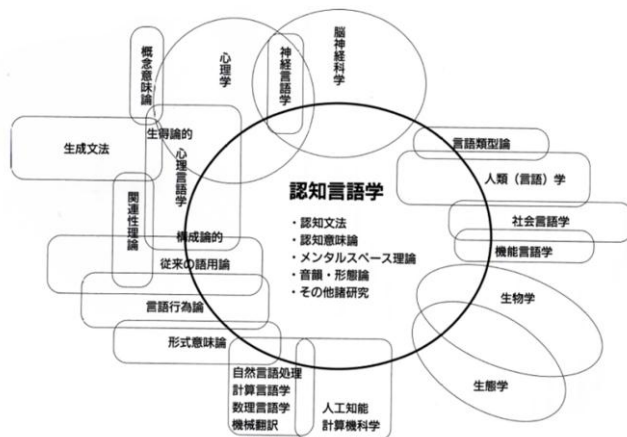 概念意味論
心理学
神経言語学
脳神経科学
生成文法
生得論的
心理言語学
構成論的
関連性理論
従来の語用論
言語行為論
形式意味論
自然言語処理
計算言語学
数理言語学
機械翻訳
人工知能
計算機科学
認知言語学
・認知文法
・認知意味論
・メンタルスペース理論
・音韻・形態論
・その他諸研究
言語類型論
人類（言語）学
社会言語学
機能言語学
生物学
生態学